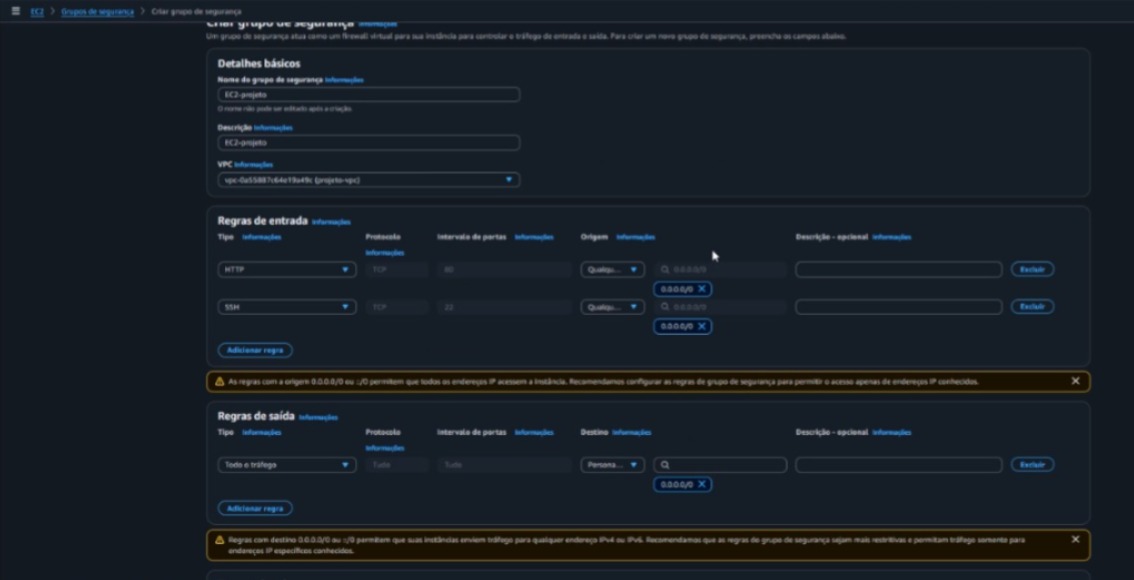 EC2 > Grupos de segurança > Criar grupo de segurança
Criar grupo de segurança Informações
Um grupo de segurança atua como um firewall virtual para sua instância para controlar o tráfego de entrada e saída. Para criar um novo grupo de segurança, preencha os campos abaixo.
Detalhes básicos
Nome do grupo de segurança Informações
EC2-projeto
O nome não pode ser editado após a criação.
Descrição Informações
EC2-projeto
VPC Informações
(projeto-vpc)
Regras de entrada Informações
Tipo Informações Protocolo Informações Intervalo de portas Informações Origem Informações Descrição - opcional Informações
HTTP TCP 80 Qualqu... 0.0.0.0/0 Excluir
0.0.0.0/0 X
SSH TCP 22 Qualqu... 0.0.0.0/0 Excluir
0.0.0.0/0 X
Adicionar regra
As regras com a origem 0.0.0.0/0 ou ::/0 permitem que todos os endereços IP acessem a instância. Recomendamos configurar as regras de grupo de segurança para permitir o acesso apenas de endereços IP conhecidos.
Regras de saída Informações
Tipo Informações Protocolo Informações Intervalo de portas Informações Destino Informações Descrição - opcional Informações
Todo o tráfego Tudo Tudo Persona... Excluir
0.0.0.0/0 X
Adicionar regra
Regras com destino 0.0.0.0/0 ou ::/0 permitem que suas instâncias enviem tráfego para qualquer endereço IPv4 ou IPv6. Recomendamos que as regras do grupo de segurança sejam mais restritivas e permitam tráfego somente para
endereços IP específicos conhecidos.